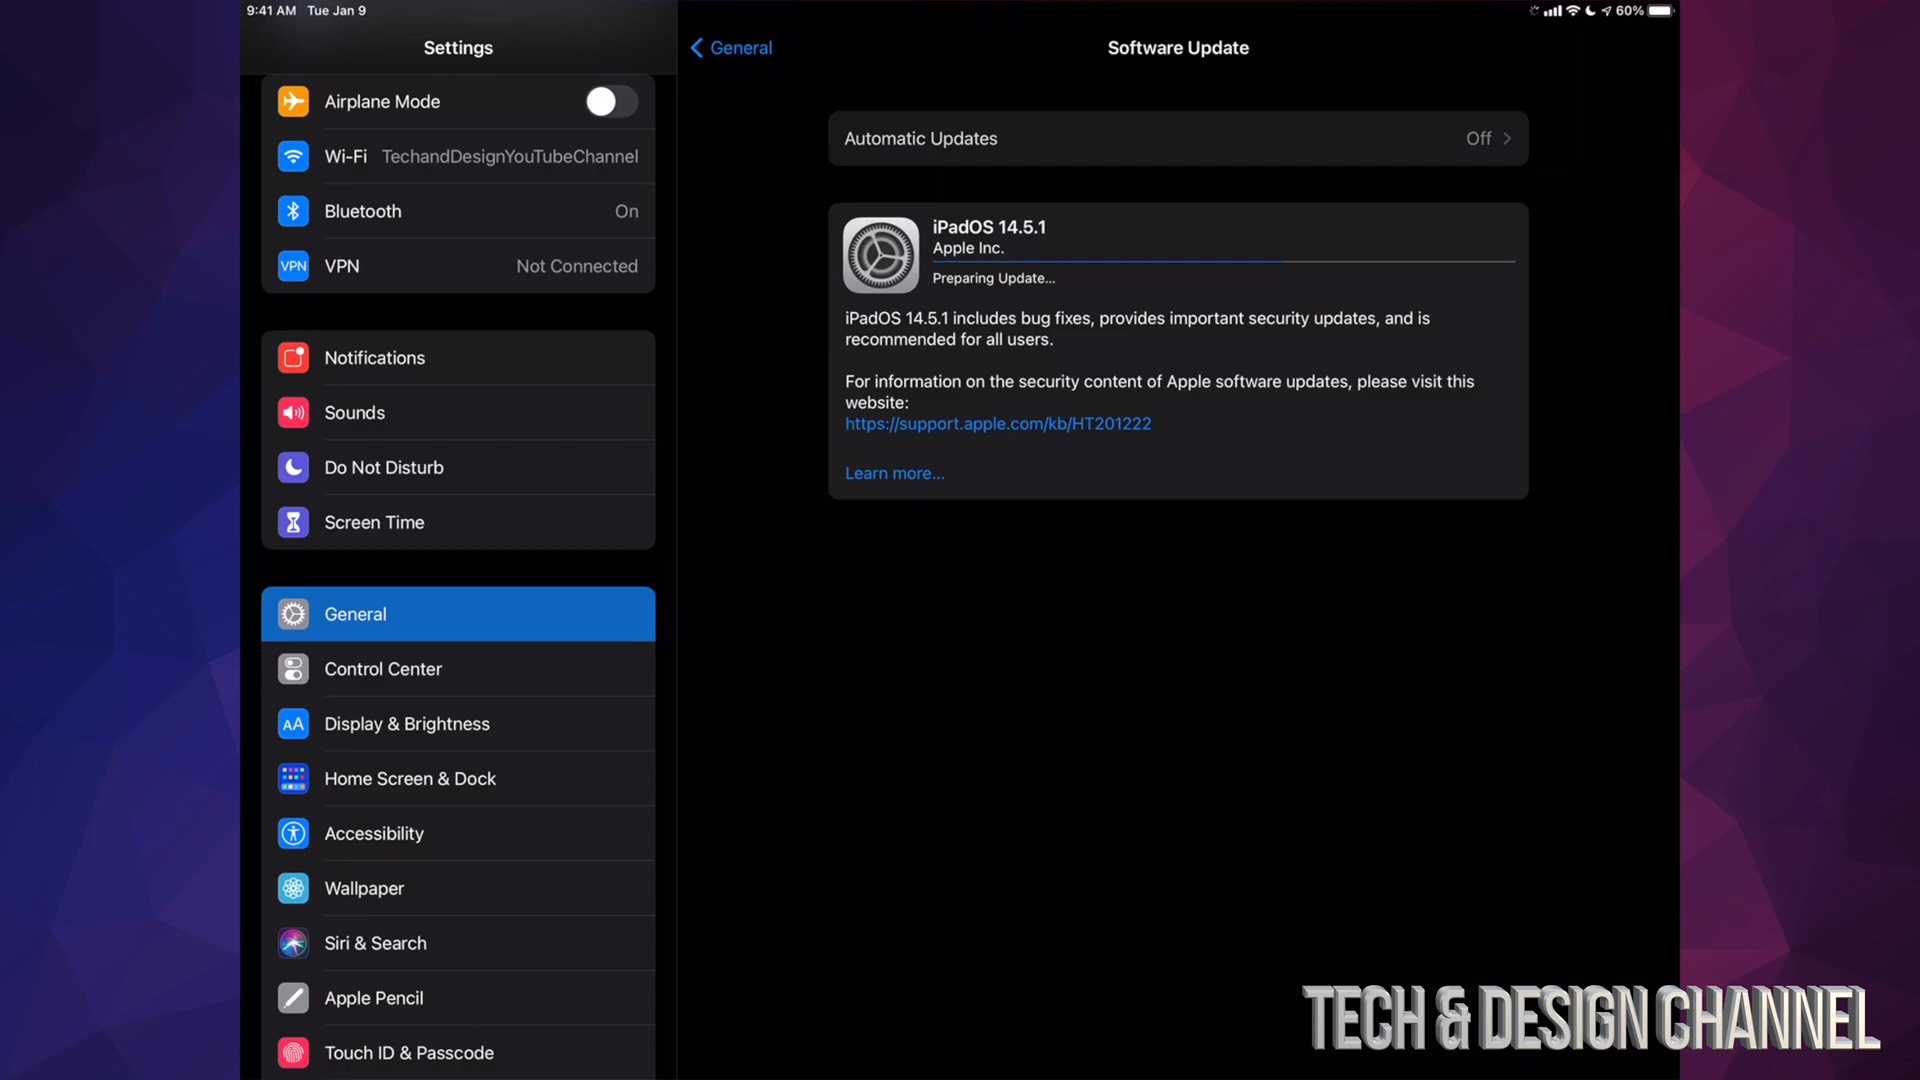 9:41 AM Tue Jan 9
60%
Settings
Airplane Mode
Wi-Fi TechandDesignYouTubeChannel
Bluetooth On
VPN VPN Not Connected
Notifications
Sounds
Do Not Disturb
Screen Time
General
Control Center
AA Display & Brightness
Home Screen & Dock
Accessibility
Wallpaper
Siri & Search
Apple Pencil
Touch ID & Passcode
General
Software Update
Automatic Updates Off
iPadOS 14.5.1
Apple Inc.
Preparing Update...
iPadOS 14.5.1 includes bug fixes, provides important security updates, and is
recommended for all users.
For information on the security content of Apple software updates, please visit this
website:
https://support.apple.com/kb/HT201222
Learn more...
TECH & DESIGN CHANNEL